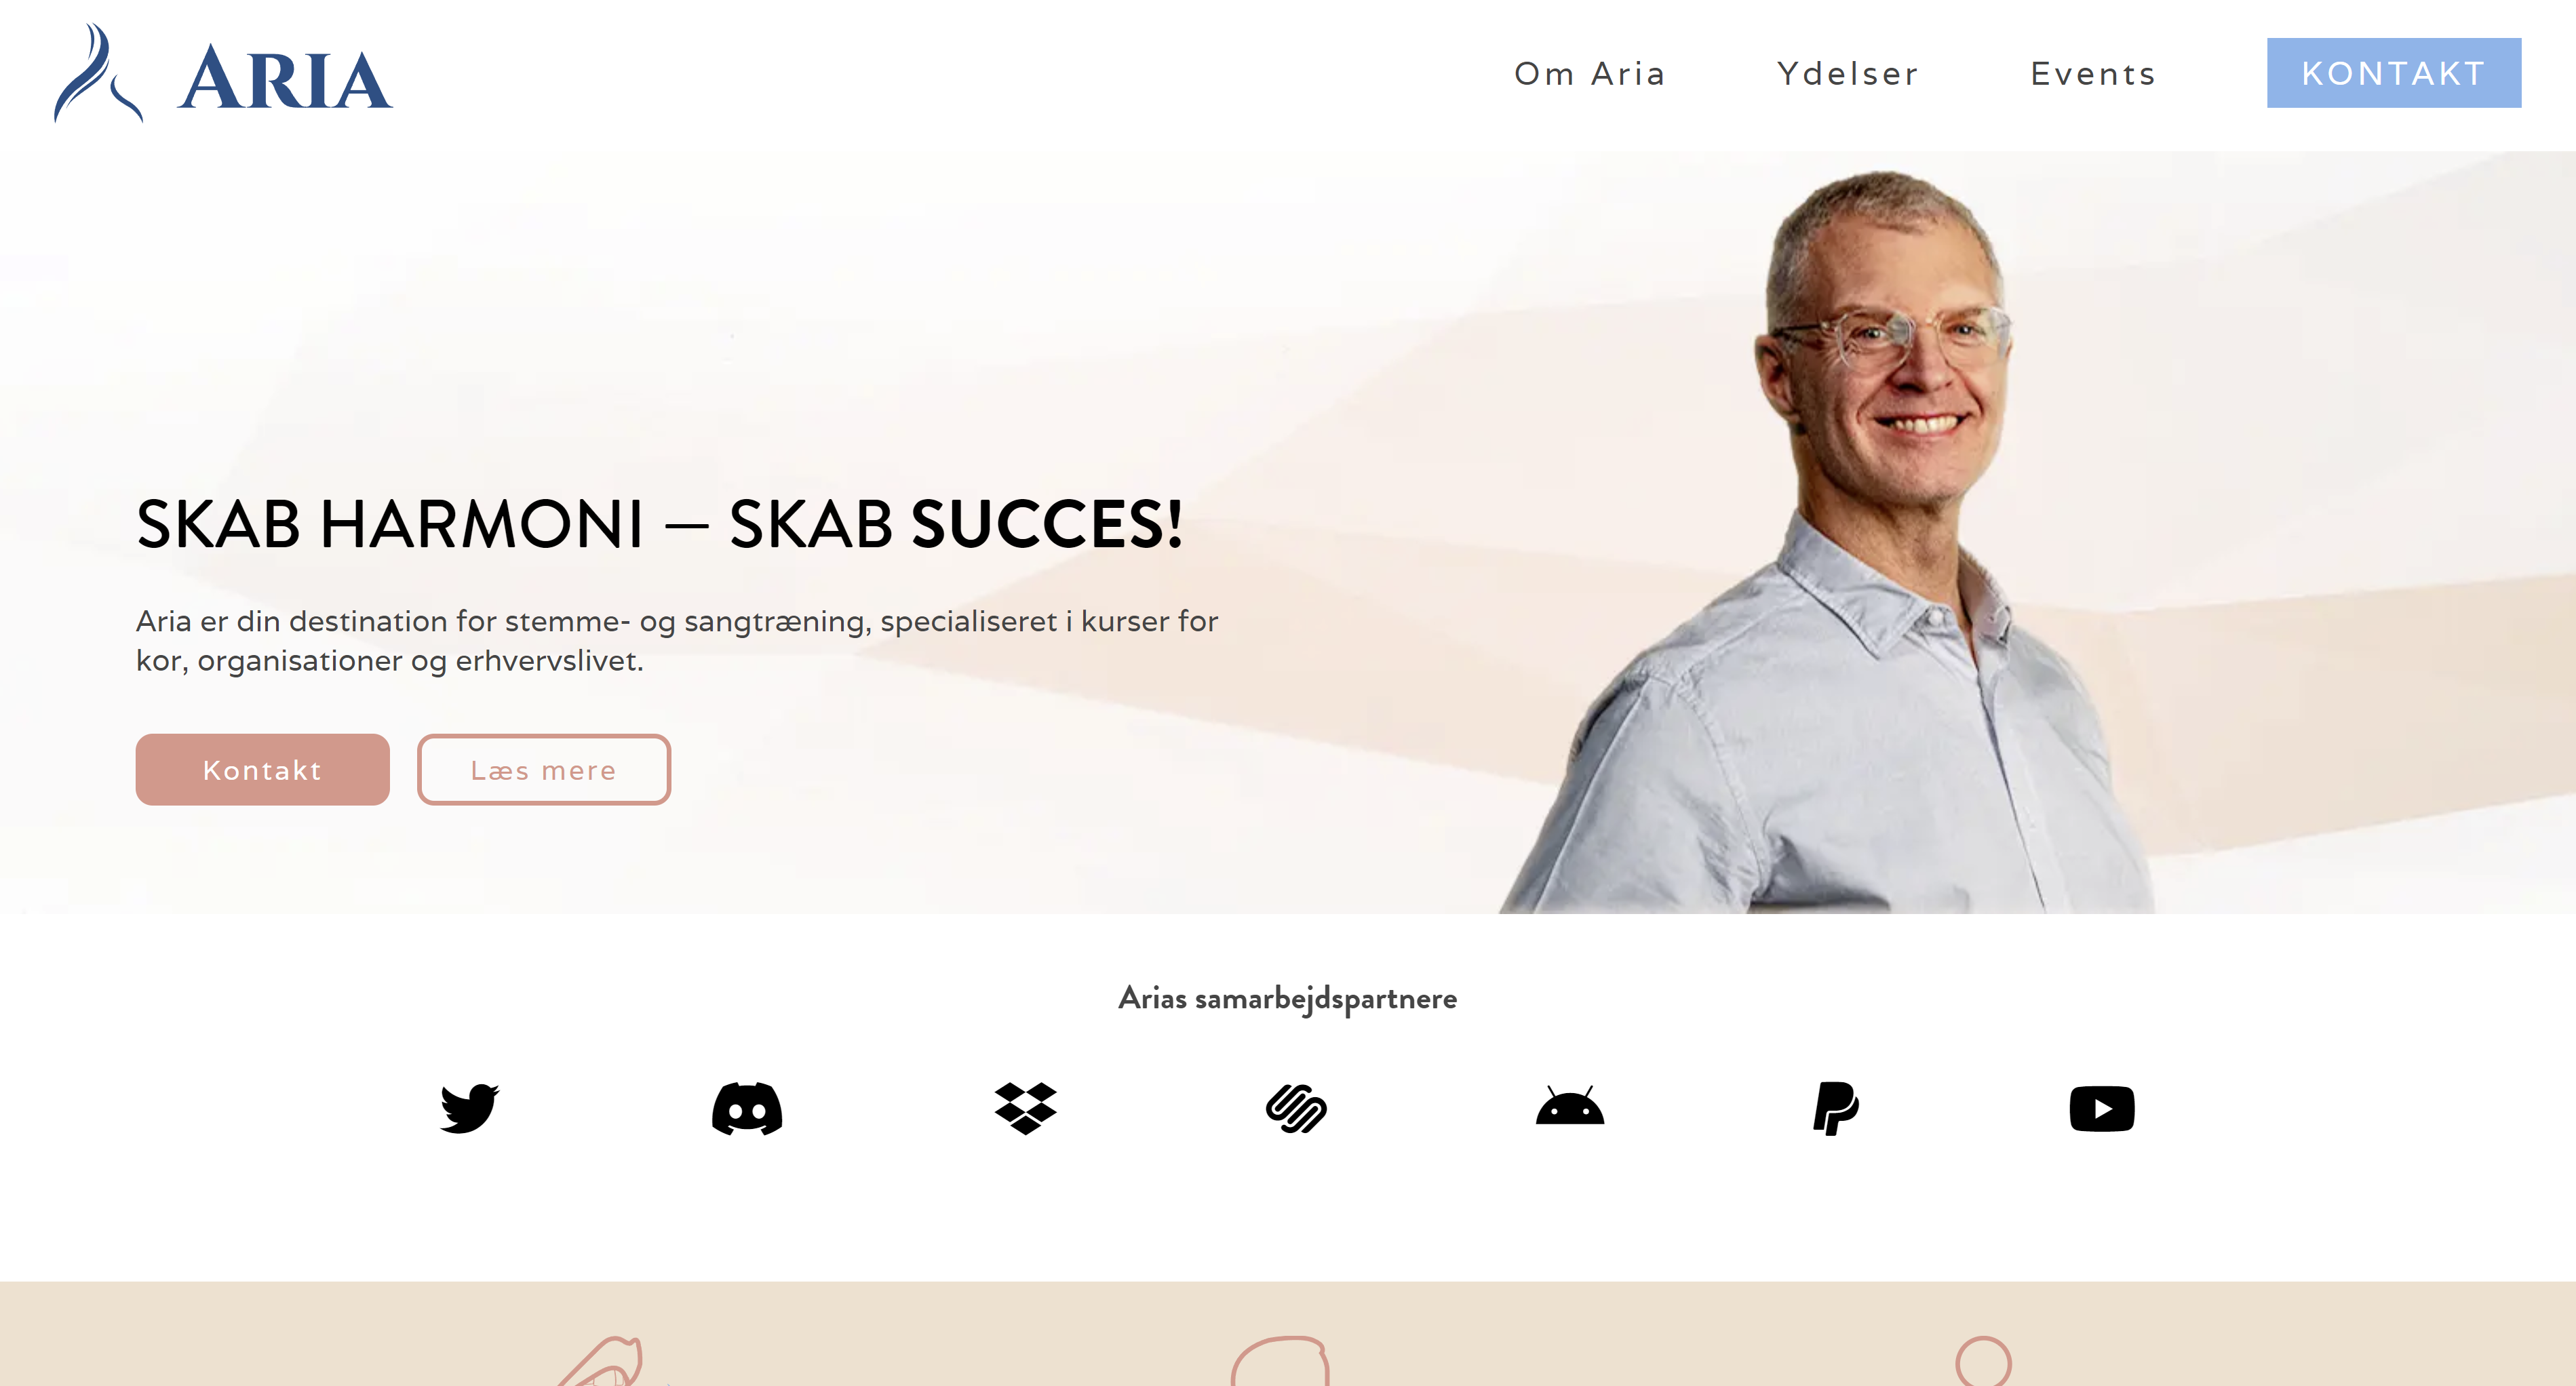 ARIA
Om Aria
Ydelser
Events
KONTAKT
SKAB HARMONI – SKAB SUCCES!
Aria er din destination for stemme- og sangtræning, specialiseret i kurser for
kor, organisationer og erhvervslivet.
Kontakt
Læs mere
Arias samarbejdspartnere